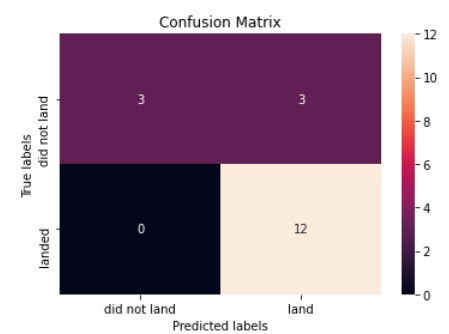 Confusion Matrix
True labels
did not land
landed
3
3
0
12
did not land
land
Predicted labels
12
10
8
6
4
2
0